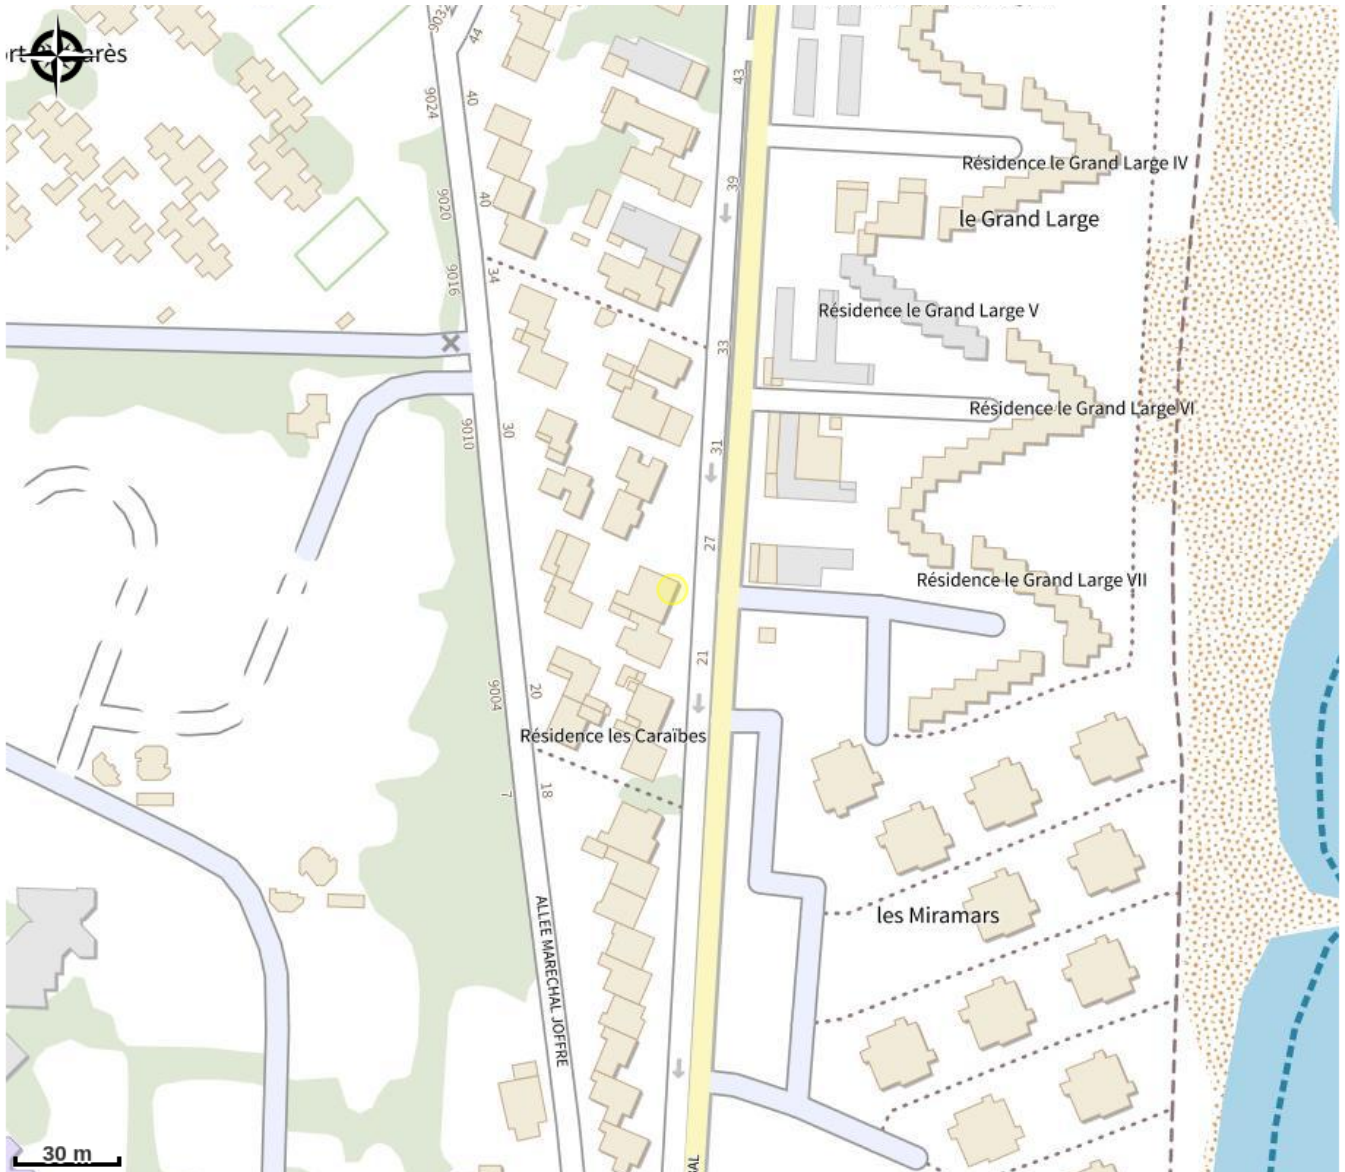 9032
44
43
arès
9024
40
39
Résidence le Grand Large IV
9020
40
le Grand Large
9016
34
Résidence le Grand Large V
33
Résidence le Grand Large VI
9010
30
31
27
Résidence le Grand Large VII
21
9004
20
Résidence les Caraïbes
7
18
les Miramars
ALLEE MARECHAL JOFFRE
30 m